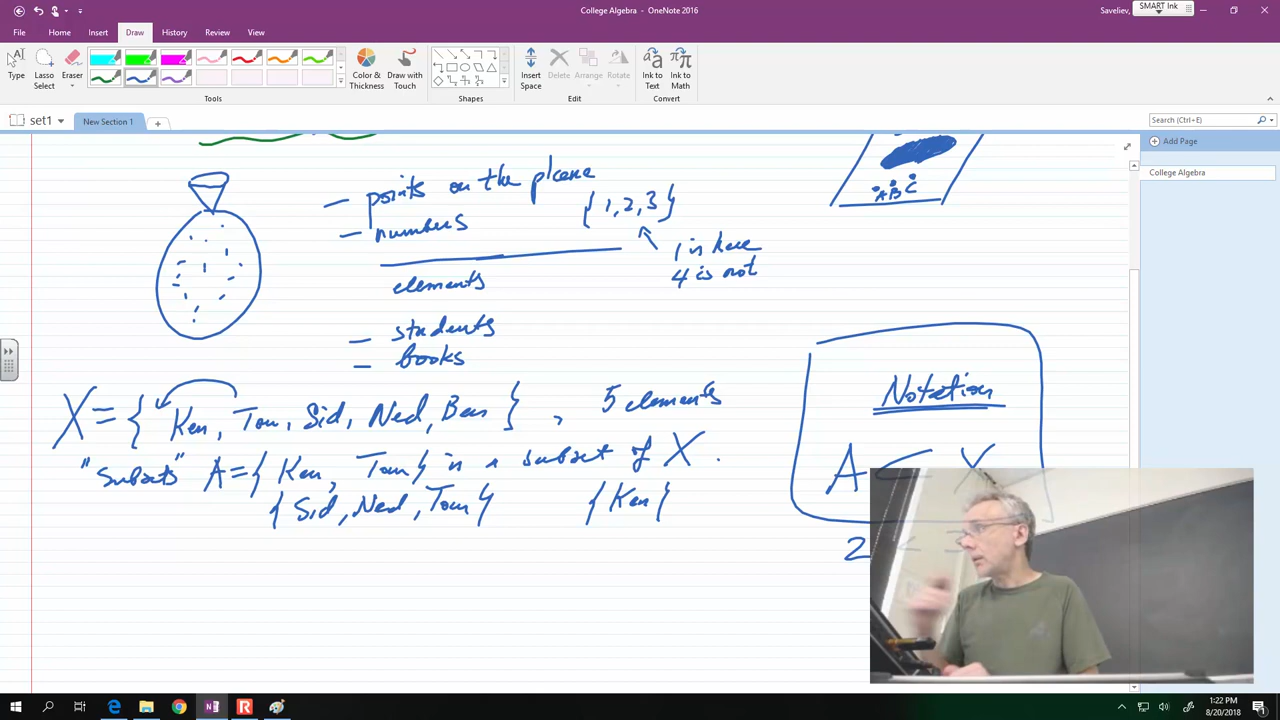 College Algebra - OneNote 2016
Saveliev,
SMART Ink
File Home Insert Draw History Review View
Type
Lasso Select
Eraser
Color & Thickness
Draw with Touch
Insert Space
Delete
Arrange
Rotate
Ink to Text
Ink to Math
Tools
Shapes
Edit
Convert
set1
New Section 1
Search (Ctrl+E)
Add Page
College Algebra
A B C
– points on the plane
{ 1, 2, 3 }
– numbers
1 is here
4 is not
elements
– students
– books
Notation
X = { Ken, Tom, Sid, Ned, Ben } , 5 elements
"Subsets" A = { Ken, Tom } is a subset of X.
A ⊂ X
{ Sid, Ned, Tom } { Ken }
2 <
1:22 PM
8/20/2018